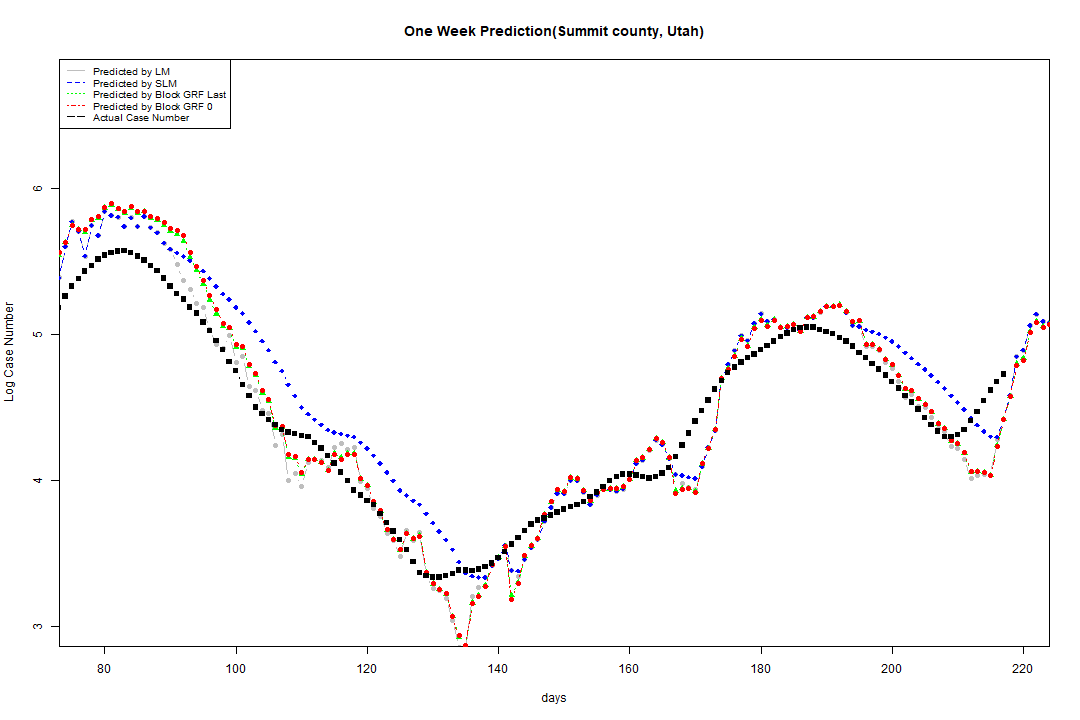 One Week Prediction(Summit county, Utah)
Predicted by LM
Predicted by SLM
Predicted by Block GRF Last
Predicted by Block GRF 0
Actual Case Number
6
5
4
3
Log Case Number
80 100 120 140 160 180 200 220
days